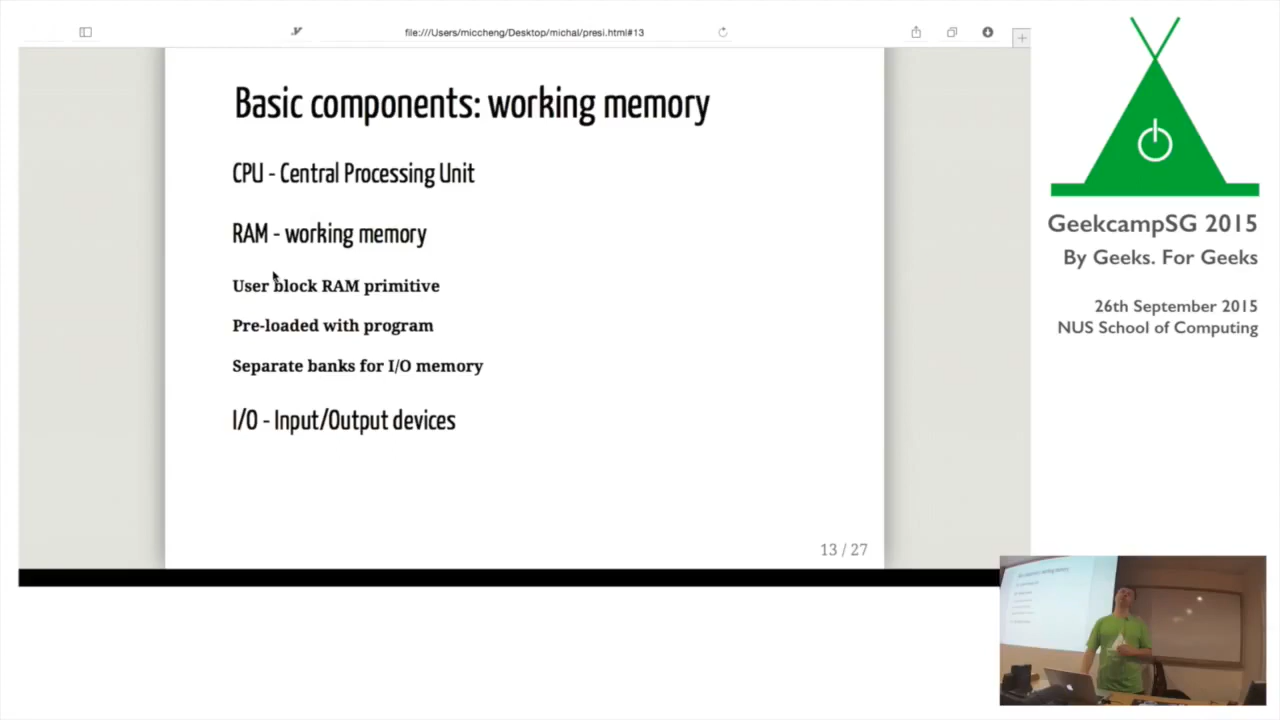 file:///Users/miccheng/Desktop/michal/presi.html#13
Basic components: working memory
CPU - Central Processing Unit
RAM - working memory
User block RAM primitive
Pre-loaded with program
Separate banks for I/O memory
I/O - Input/Output devices
13 / 27
GeekcampSG 2015
By Geeks. For Geeks
26th September 2015
NUS School of Computing